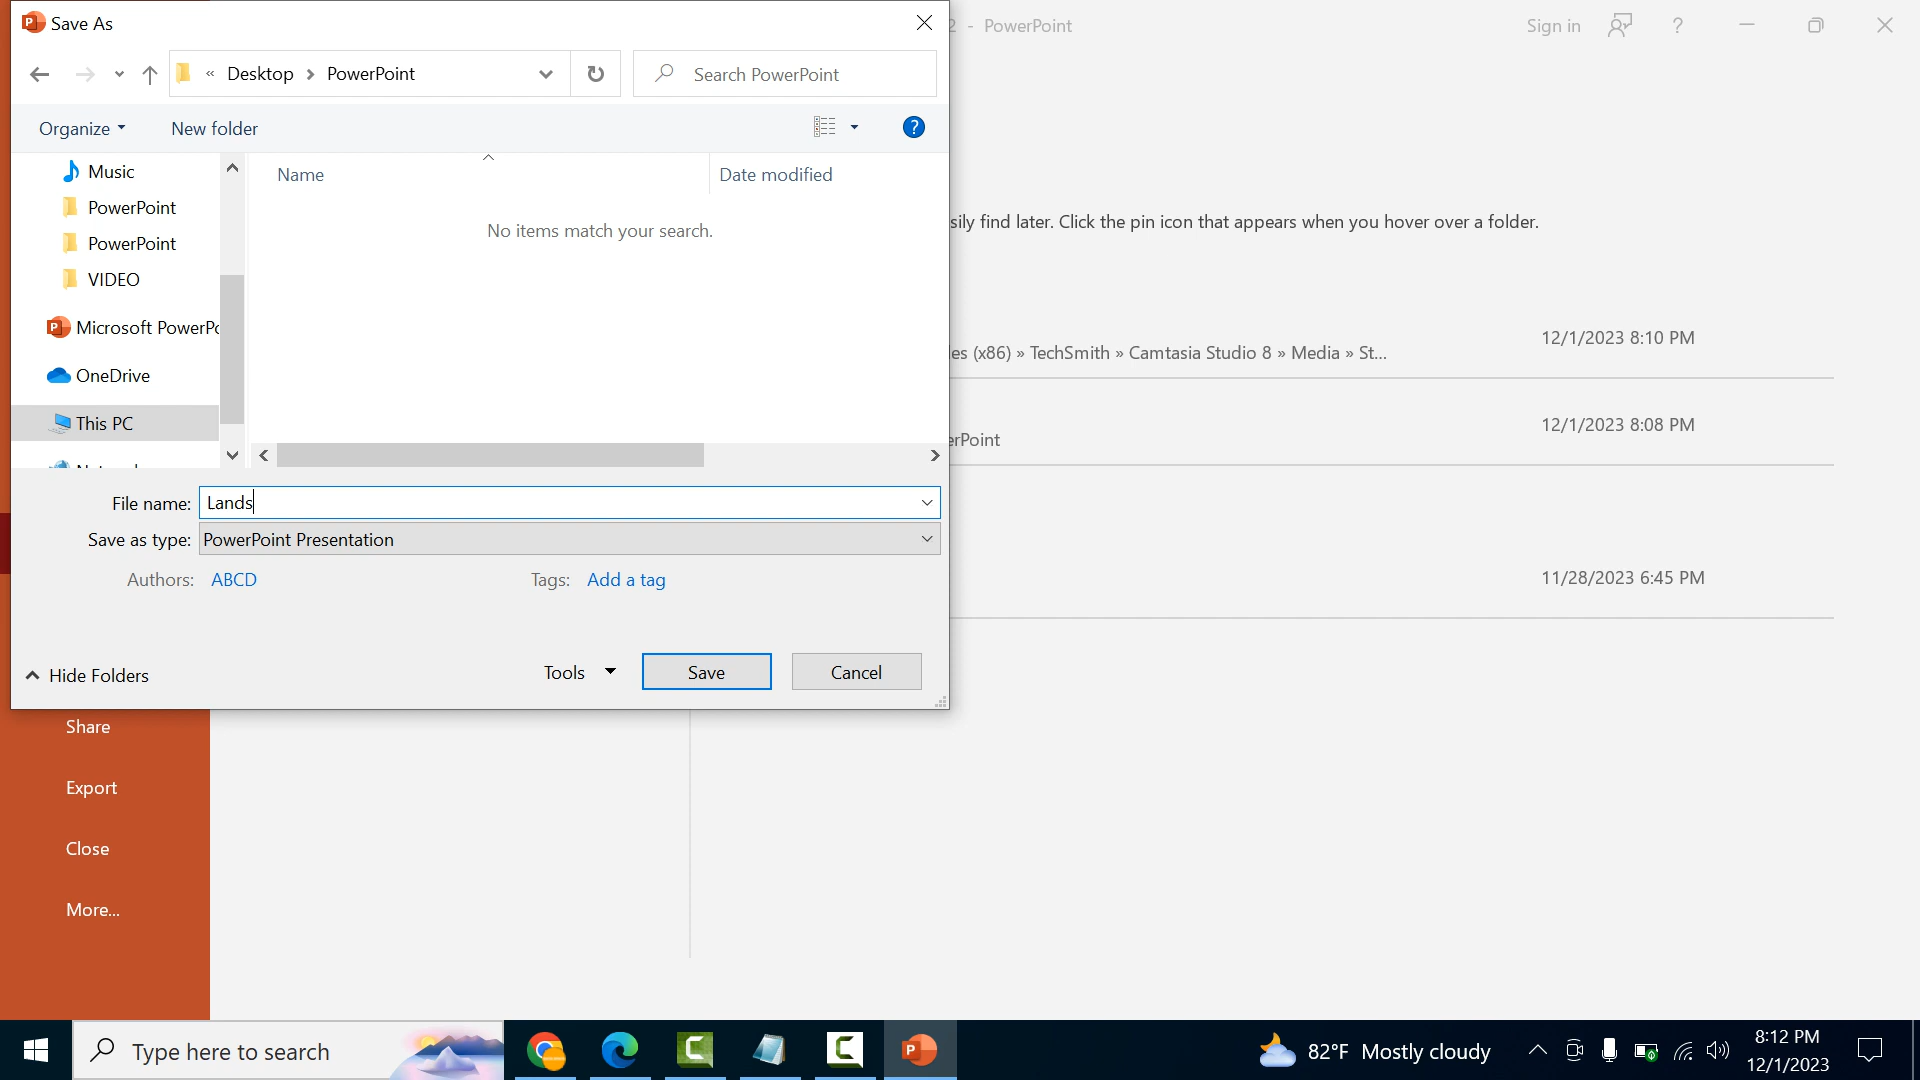 Save As
2 - PowerPoint
Sign in
?
« Desktop › PowerPoint
Search PowerPoint
Organize
New folder
?
Music
PowerPoint
PowerPoint
VIDEO
Microsoft PowerPo
OneDrive
This PC
Name
Date modified
No items match your search.
sily find later. Click the pin icon that appears when you hover over a folder.
les (x86) » TechSmith » Camtasia Studio 8 » Media » St...
12/1/2023 8:10 PM
erPoint
12/1/2023 8:08 PM
11/28/2023 6:45 PM
File name: Lands
Save as type: PowerPoint Presentation
Authors: ABCD
Tags: Add a tag
Hide Folders
Tools
Save
Cancel
Share
Export
Close
More...
Type here to search
82°F Mostly cloudy
8:12 PM
12/1/2023